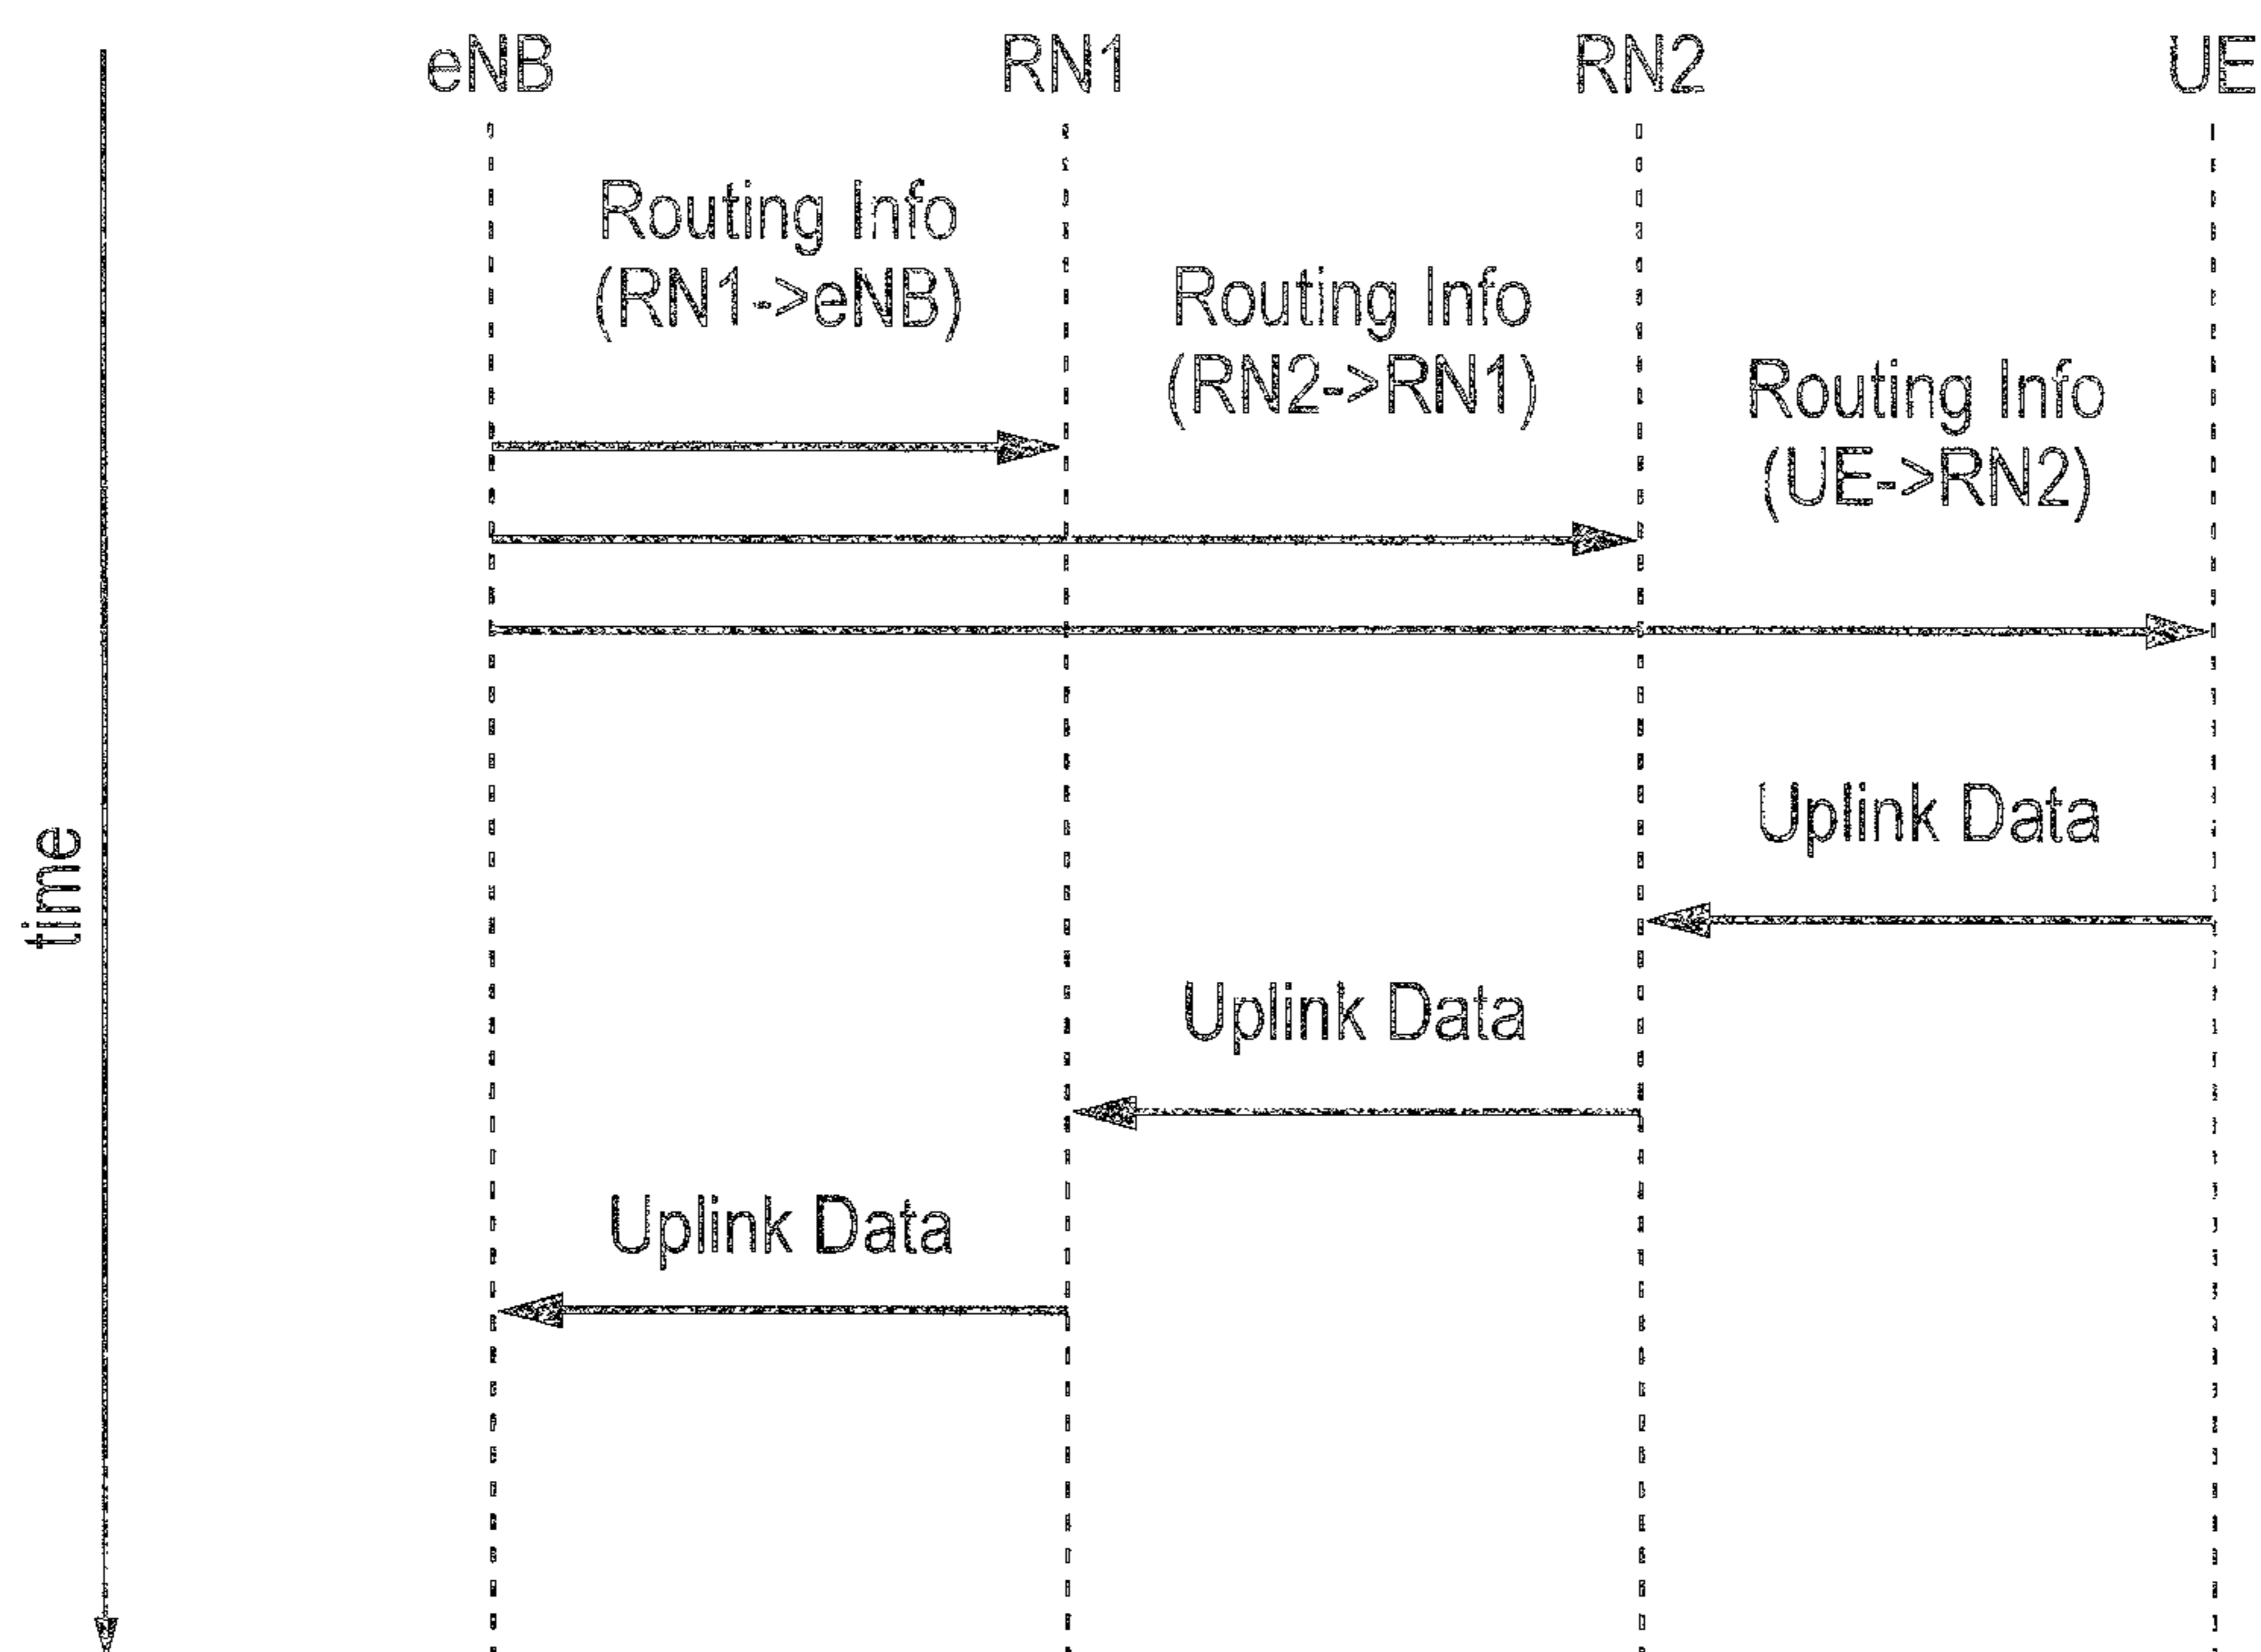 eNB RN1 RN2 UE
Routing Info
(RN1->eNB)
Routing Info
(RN2->RN1)
Routing Info
(UE->RN2)
time
Uplink Data
Uplink Data
Uplink Data